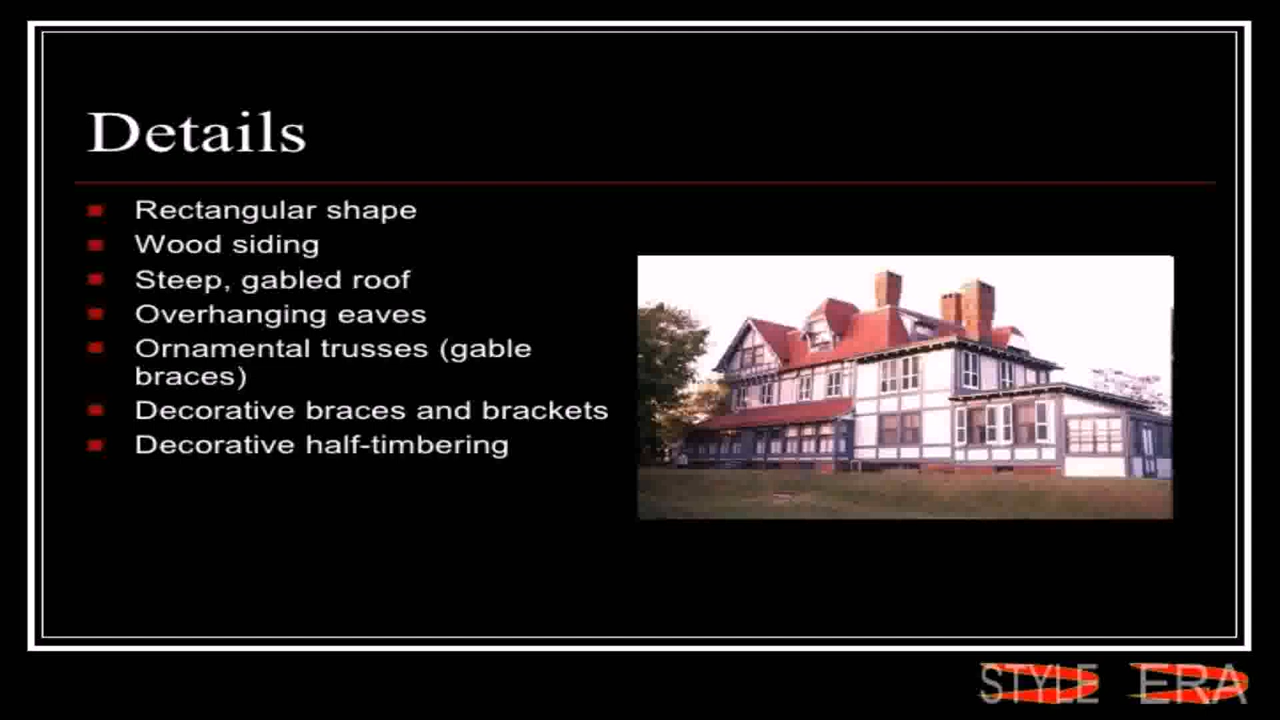 Details
Rectangular shape
Wood siding
Steep, gabled roof
Overhanging eaves
Ornamental trusses (gable
braces)
Decorative braces and brackets
Decorative half-timbering
STYLE ERA